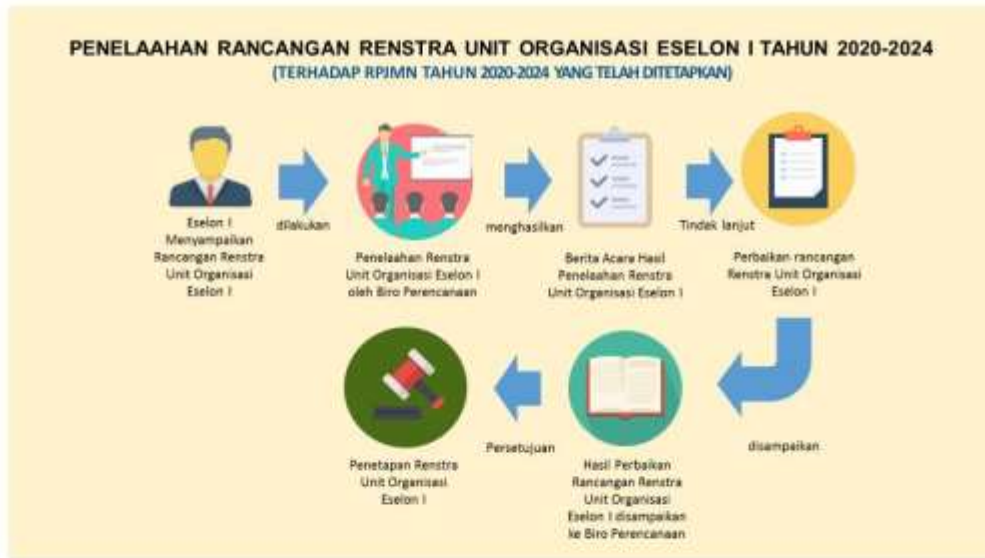 PENELAAHAN RANCANGAN RENSTRA UNIT ORGANISASI ESELON I TAHUN 2020-2024
(TERHADAP RPJMN TAHUN 2020-2024 YANG TELAH DITETAPKAN)
Eselon I
Menyampaikan
Rancangan Renstra
Unit Organisasi
Eselon I
dilakukan
Penelaahan Renstra
Unit Organisasi Eselon I
oleh Biro Perencanaan
menghasilkan
Berita Acara Hasil
Penelaahan Renstra
Unit Organisasi Eselon I
Tindak lanjut
Perbaikan rancangan
Renstra Unit Organisasi
Eselon I
disampaikan
Hasil Perbaikan
Rancangan Renstra
Unit Organisasi
Eselon I disampaikan
ke Biro Perencanaan
Persetujuan
Penetapan Renstra
Unit Organisasi
Eselon I